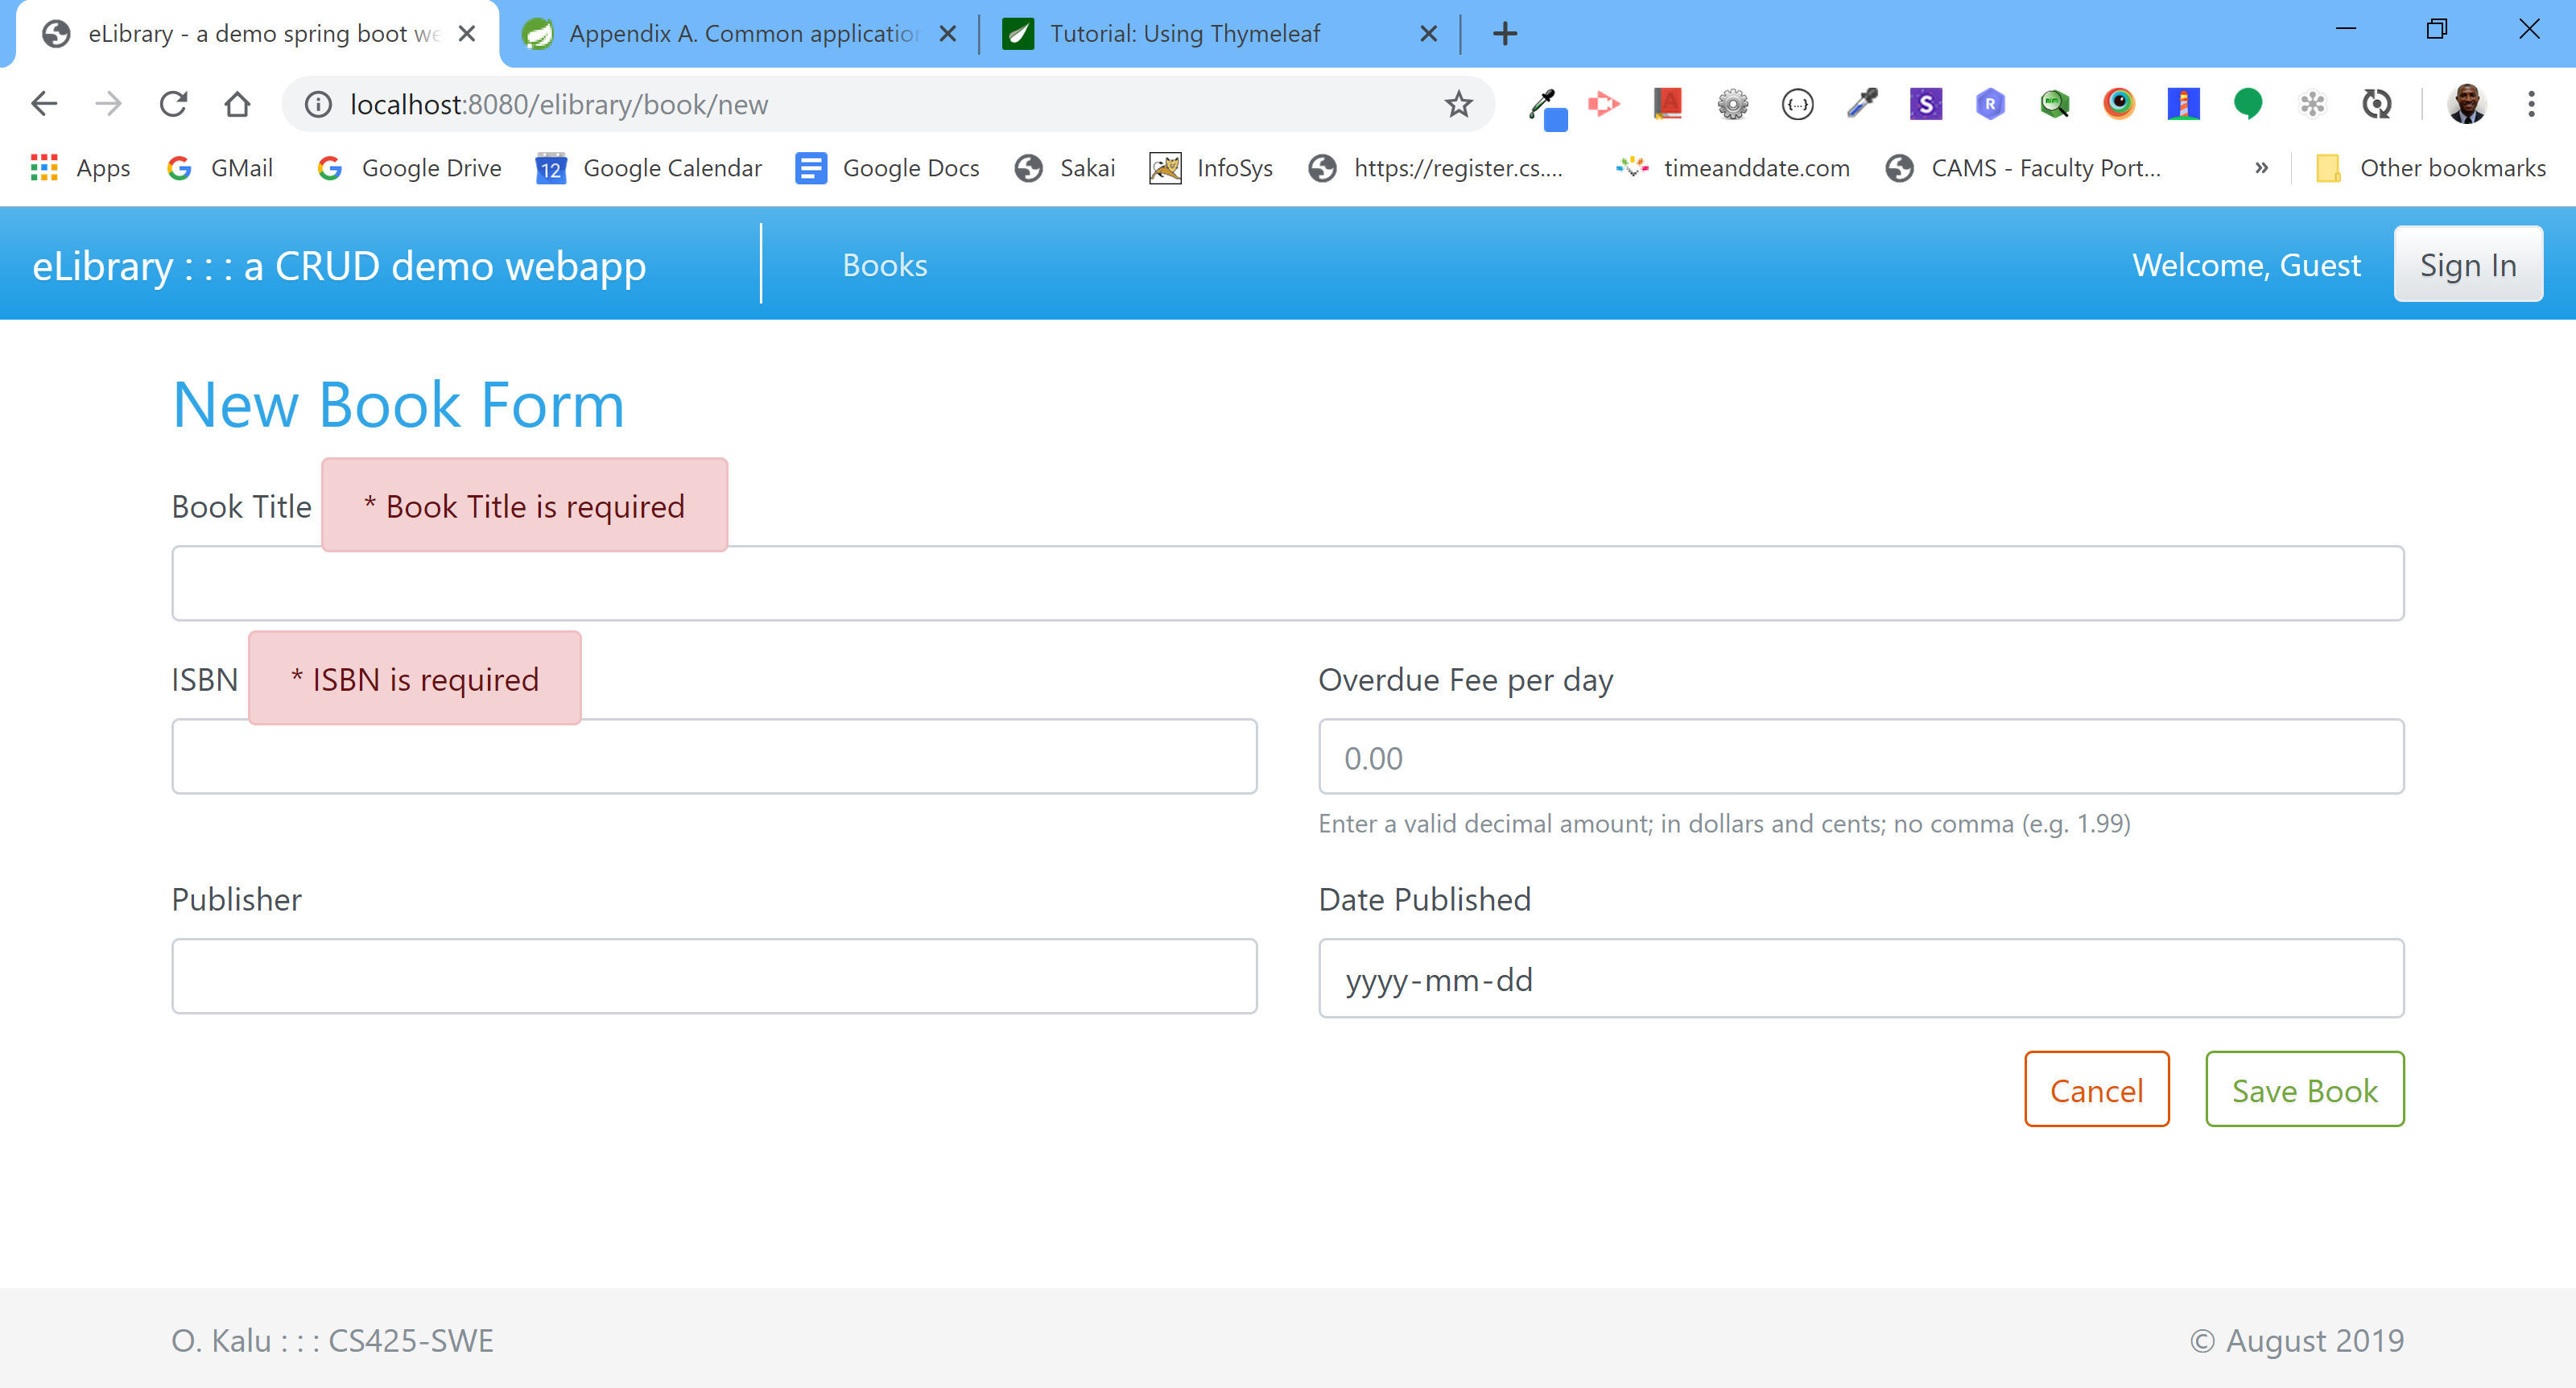 eLibrary - a demo spring boot we
Appendix A. Common application
Tutorial: Using Thymeleaf
localhost:8080/elibrary/book/new
Apps
GMail
Google Drive
12
Google Calendar
Google Docs
Sakai
InfoSys
https://register.cs....
timeanddate.com
CAMS - Faculty Port...
»
Other bookmarks
eLibrary : : : a CRUD demo webapp
Books
Welcome, Guest
Sign In
New Book Form
Book Title
* Book Title is required
ISBN
* ISBN is required
Overdue Fee per day
0.00
Enter a valid decimal amount; in dollars and cents; no comma (e.g. 1.99)
Publisher
Date Published
yyyy-mm-dd
Cancel
Save Book
O. Kalu : : : CS425-SWE
© August 2019